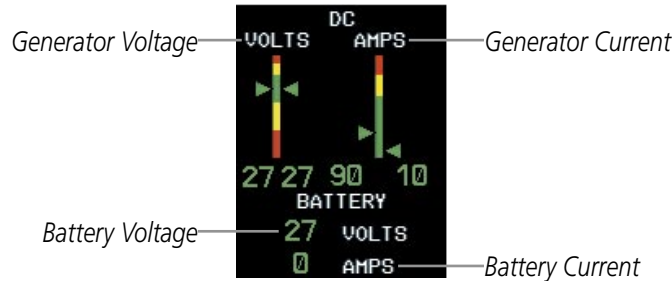 DC
Generator Voltage VOLTS AMPS Generator Current
27 27 90 10
BATTERY
Battery Voltage 27 VOLTS
0 AMPS Battery Current